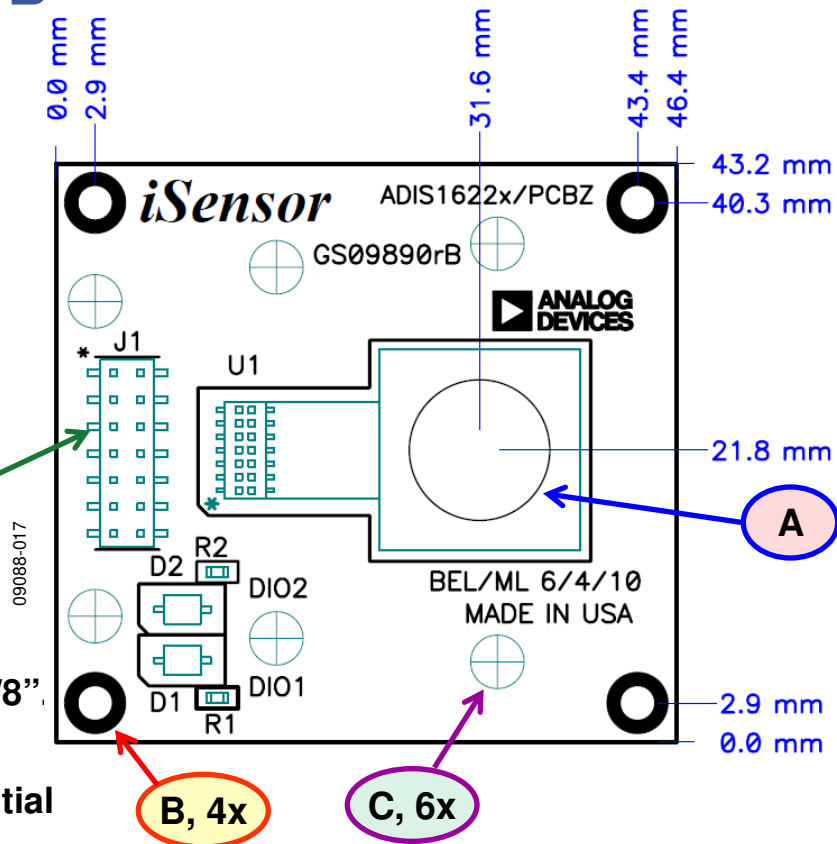 0.0 mm
2.9 mm
31.6 mm
43.4 mm
46.4 mm
43.2 mm
40.3 mm
iSensor
ADIS1622x/PCBZ
GS09890rB
ANALOG
DEVICES
* J1
U1
21.8 mm
*
A
09088-017
R2
D2
DIO2
BEL/ML 6/4/10
MADE IN USA
/8”
D1
DIO1
R1
2.9 mm
0.0 mm
tial
B, 4x
C, 6x